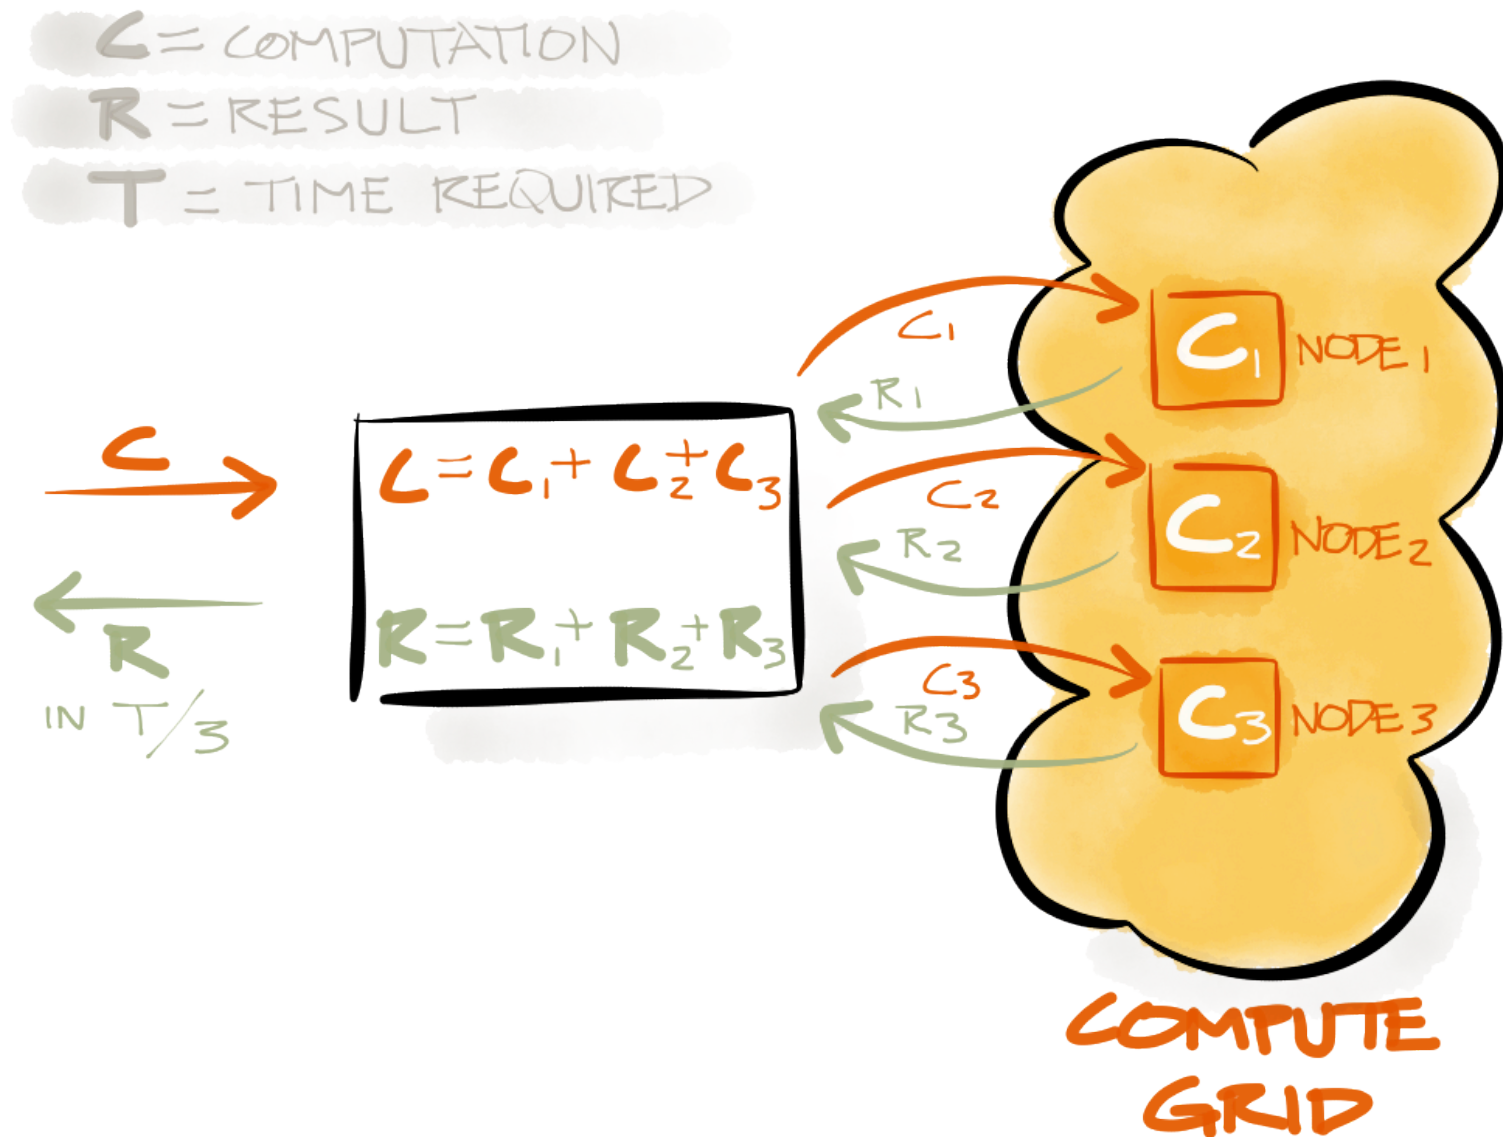 C = COMPUTATION
R = RESULT
T = TIME REQUIRED
C
R
IN T/3
C = C1 + C2 + C3
R = R1 + R2 + R3
C1
R1
C2
R2
C3
R3
C1 NODE 1
C2 NODE 2
C3 NODE 3
COMPUTE
GRID